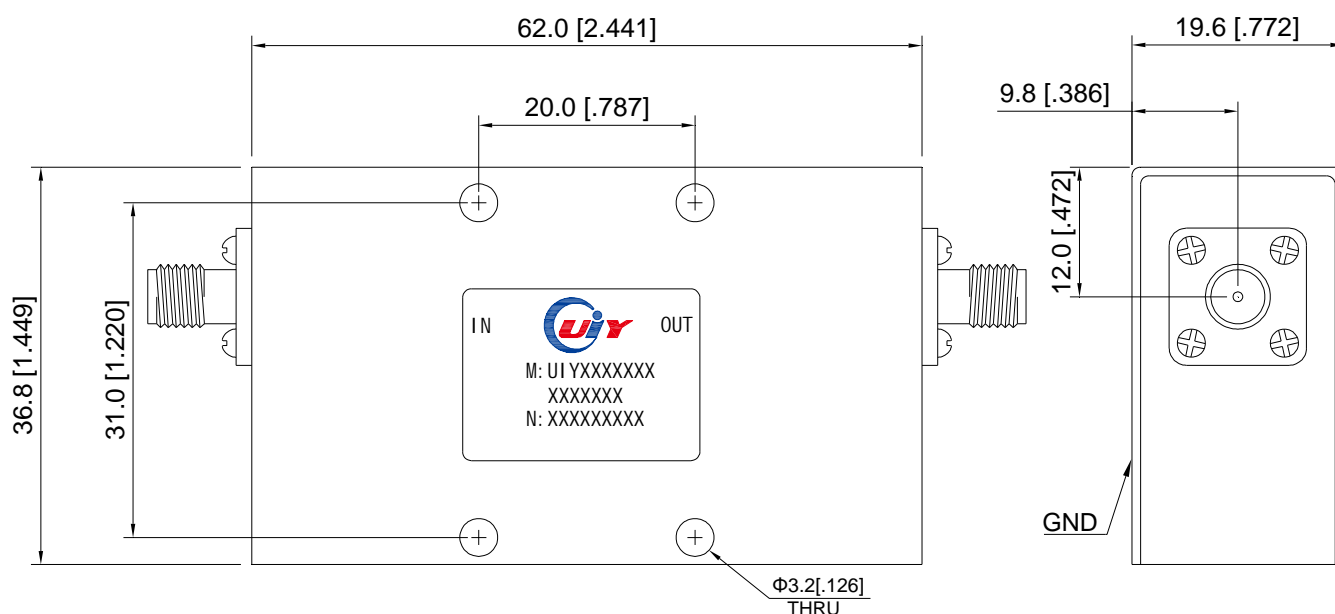 62.0 [2.441]
19.6 [.772]
20.0 [.787]
9.8 [.386]
36.8 [1.449]
31.0 [1.220]
12.0 [.472]
IN
UiY
OUT
M: UIYXXXXXXX
XXXXXXX
N: XXXXXXXXX
GND
Φ3.2[.126]
THRU